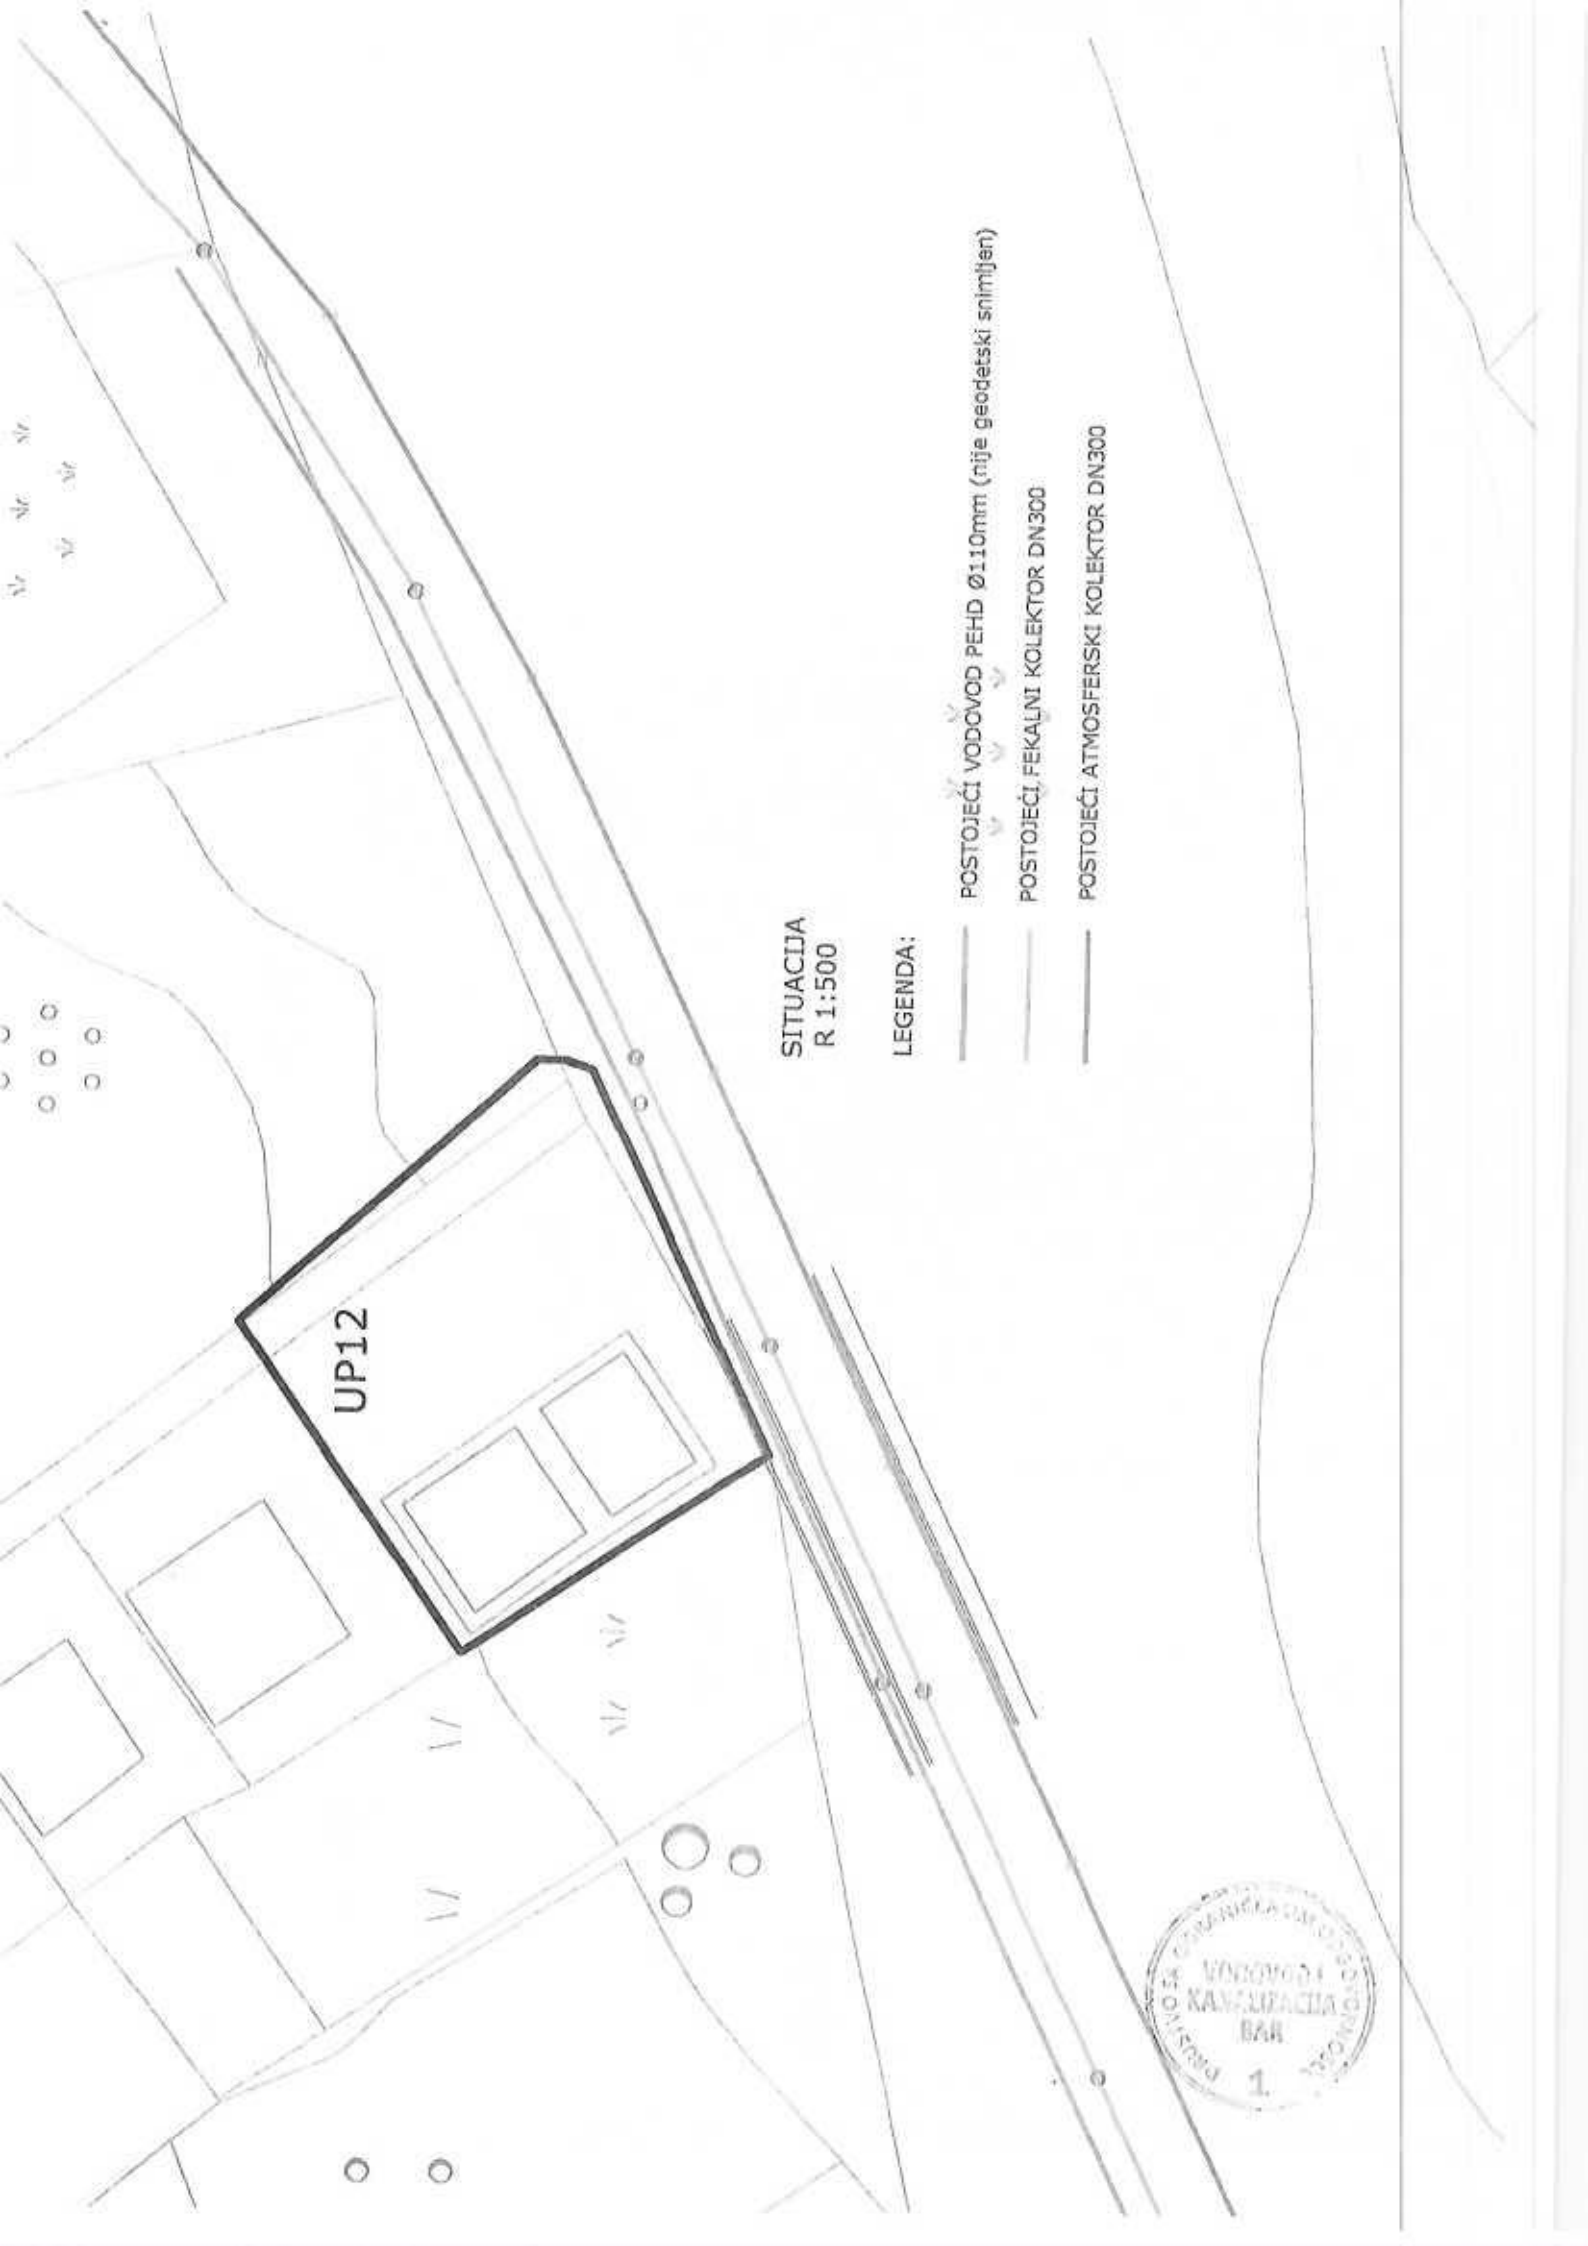 UP12
SITUACIJA
R 1:500
LEGENDA:
POSTOJEĆI VODOVOD PEHD Ø110mm (nije geodetski snimljen)
POSTOJEĆI FEKALNI KOLEKTOR DN300
POSTOJEĆI ATMOSFERSKI KOLEKTOR DN300
VODOVOD I
KANALIZACIJA
BAR
1